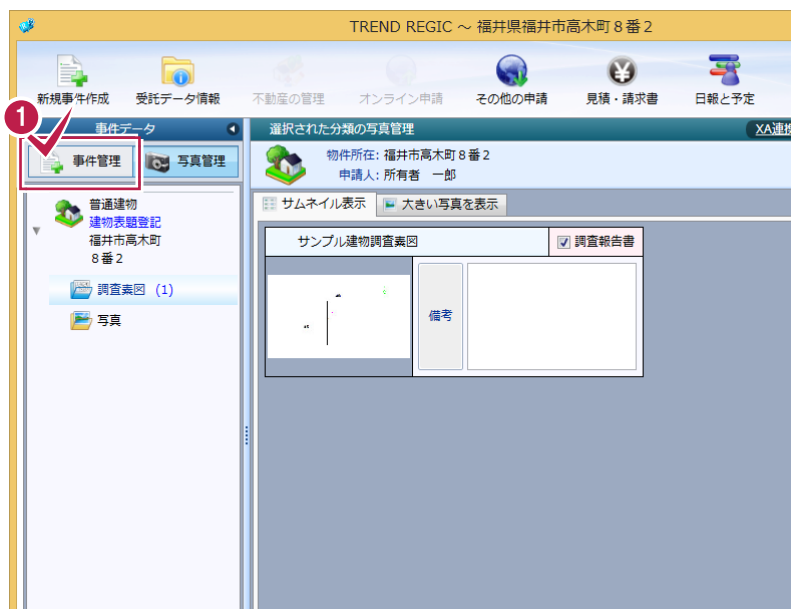 TREND REGIC ～ 福井県福井市高木町８番２
新規事件作成
受託データ情報
不動産の管理
オンライン申請
その他の申請
見積・請求書
日報と予定
1
事件データ
選択された分類の写真管理
XA連携
事件管理
写真管理
物件所在: 福井市高木町８番２
申請人: 所有者　一郎
サムネイル表示
大きい写真を表示
普通建物
建物表題登記
福井市高木町
８番２
調査素図 (1)
写真
サンプル建物調査素図
調査報告書
備考